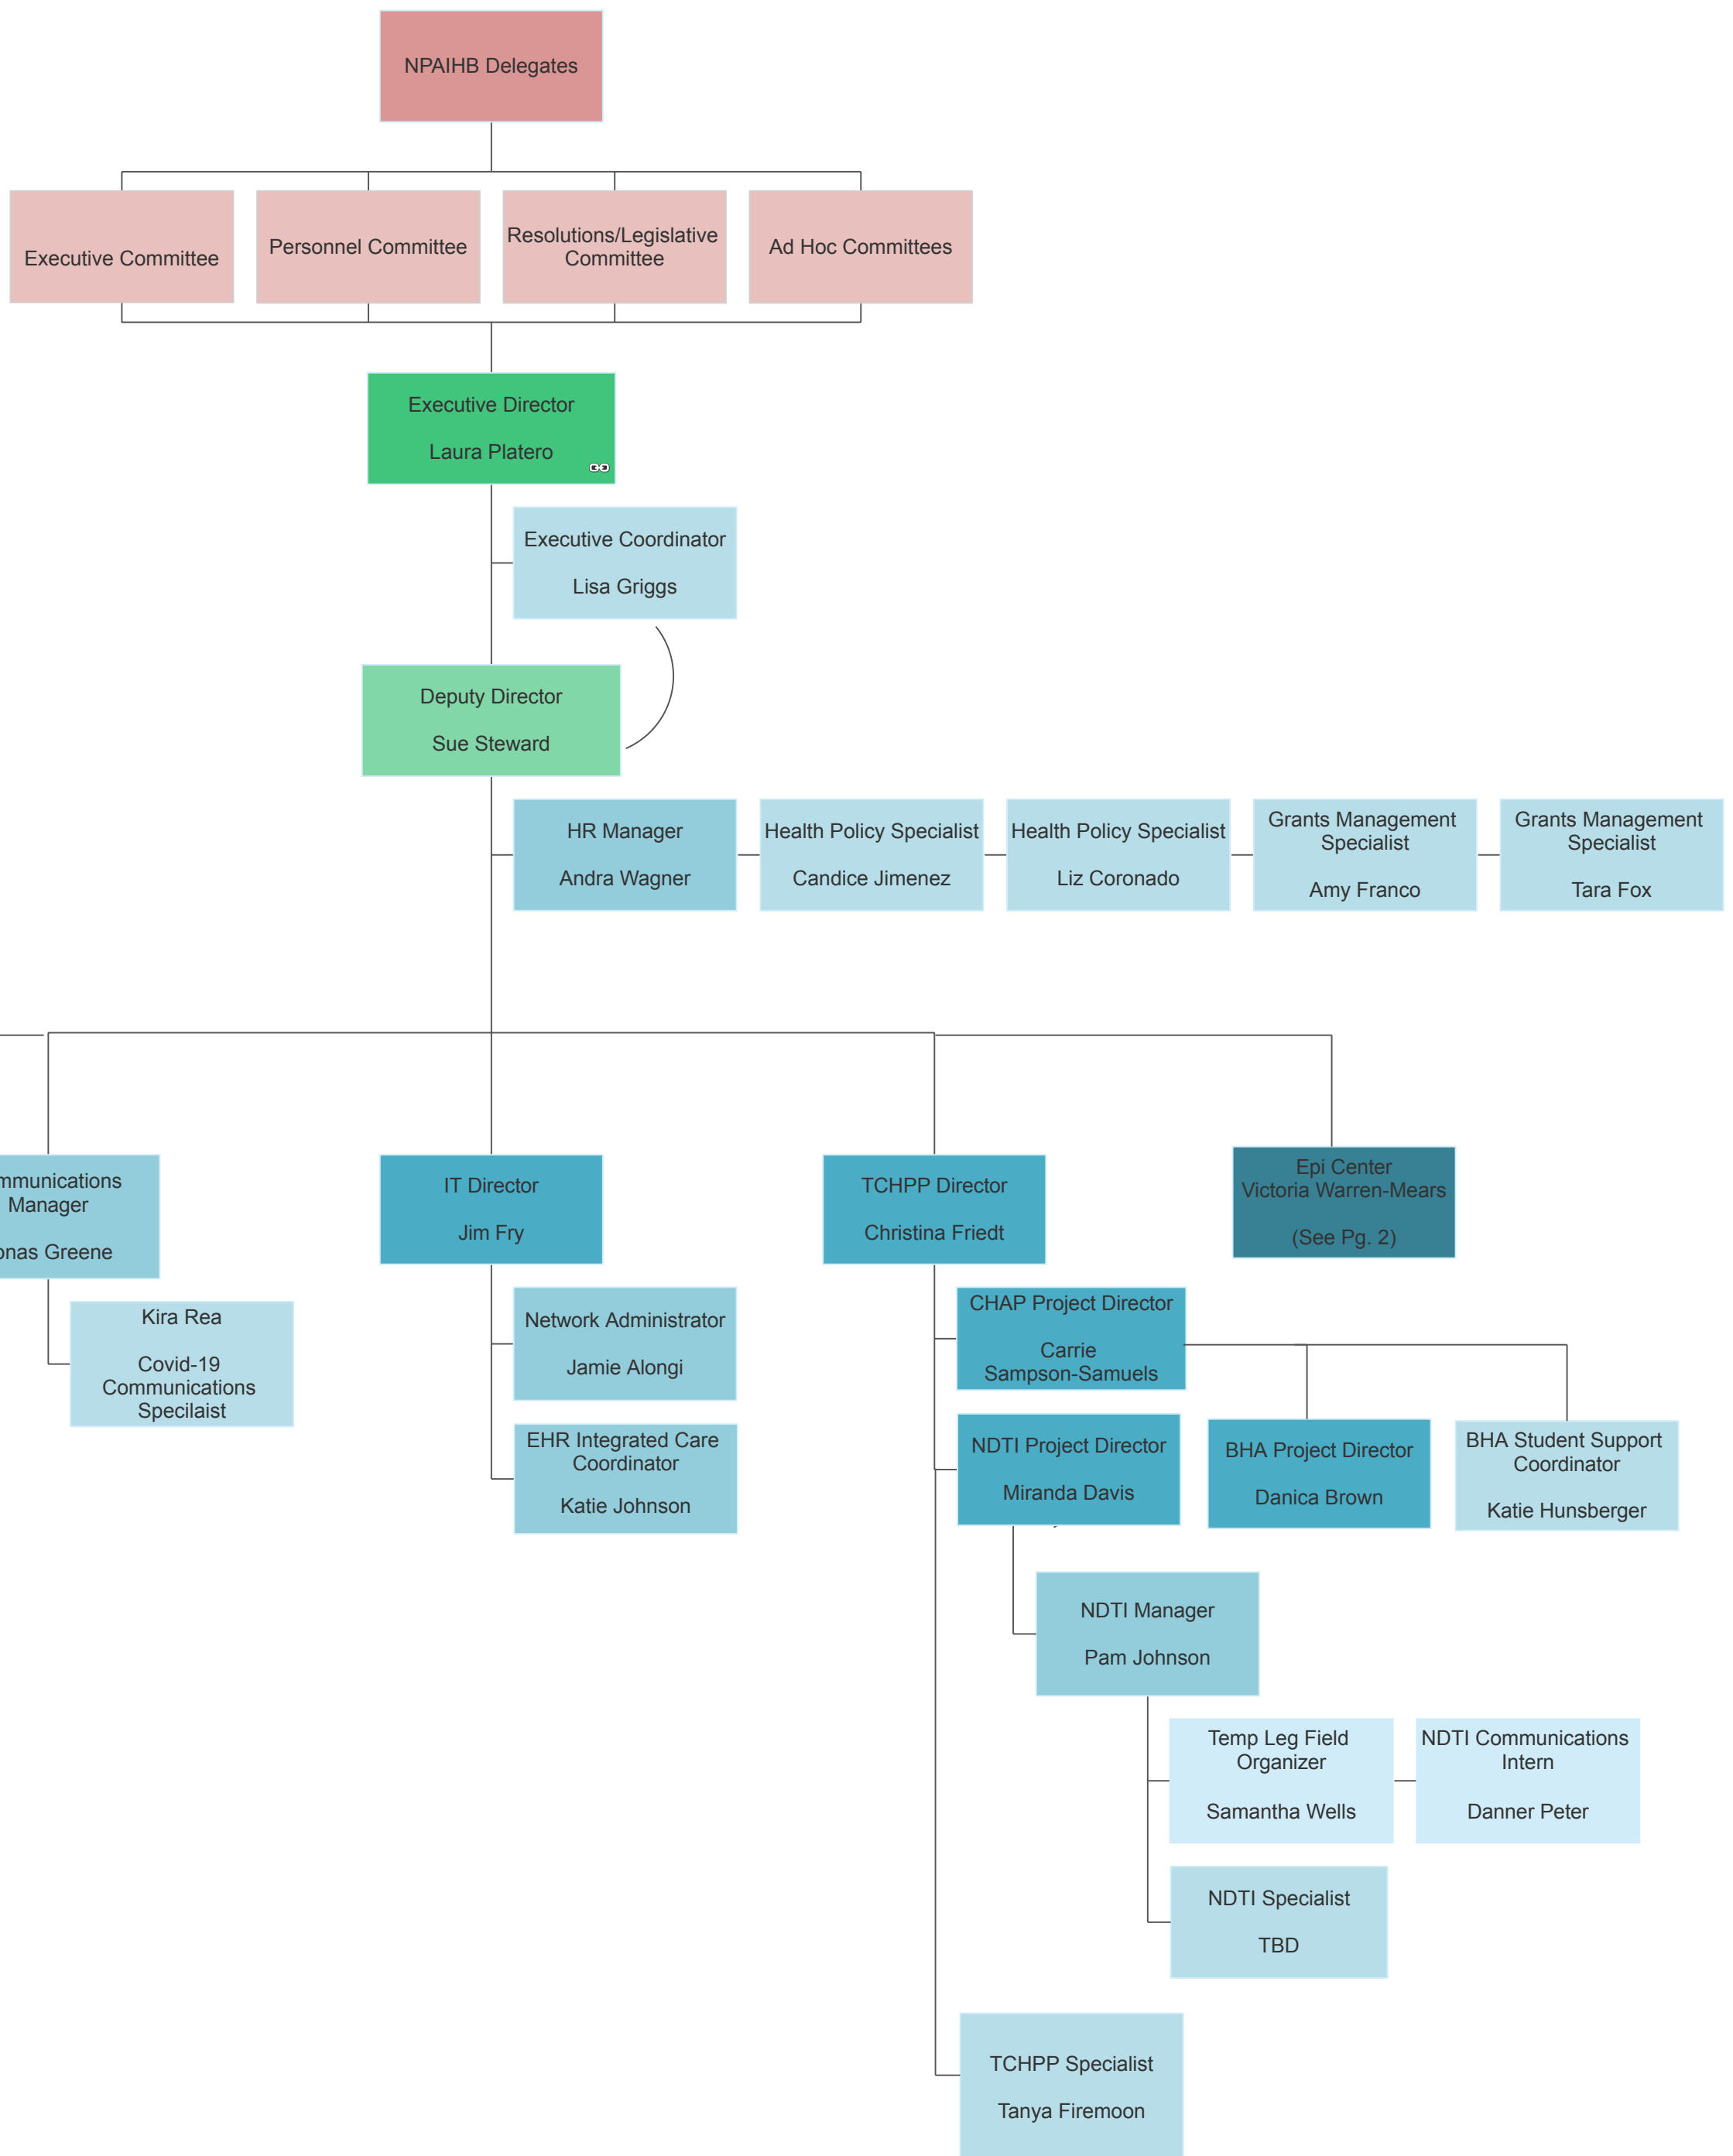 NPAIHB Delegates
Executive Committee
Personnel Committee
Resolutions/Legislative
Committee
Ad Hoc Committees
Executive Director
Laura Platero
Executive Coordinator
Lisa Griggs
Deputy Director
Sue Steward
HR Manager
Andra Wagner
Health Policy Specialist
Candice Jimenez
Health Policy Specialist
Liz Coronado
Grants Management
Specialist
Amy Franco
Grants Management
Specialist
Tara Fox
mmunications
Manager
onas Greene
IT Director
Jim Fry
TCHPP Director
Christina Friedt
Epi Center
Victoria Warren-Mears
(See Pg. 2)
Kira Rea
Covid-19
Communications
Specilaist
Network Administrator
Jamie Alongi
EHR Integrated Care
Coordinator
Katie Johnson
CHAP Project Director
Carrie
Sampson-Samuels
NDTI Project Director
Miranda Davis
BHA Project Director
Danica Brown
BHA Student Support
Coordinator
Katie Hunsberger
NDTI Manager
Pam Johnson
Temp Leg Field
Organizer
Samantha Wells
NDTI Communications
Intern
Danner Peter
NDTI Specialist
TBD
TCHPP Specialist
Tanya Firemoon